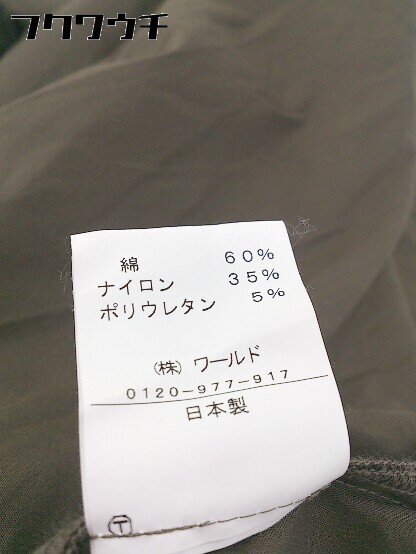 フクウウチ
綿 60%
ナイロン 35%
ポリウレタン 5%
㈱ ワールド
0120-977-917
日本製
Ⓣ